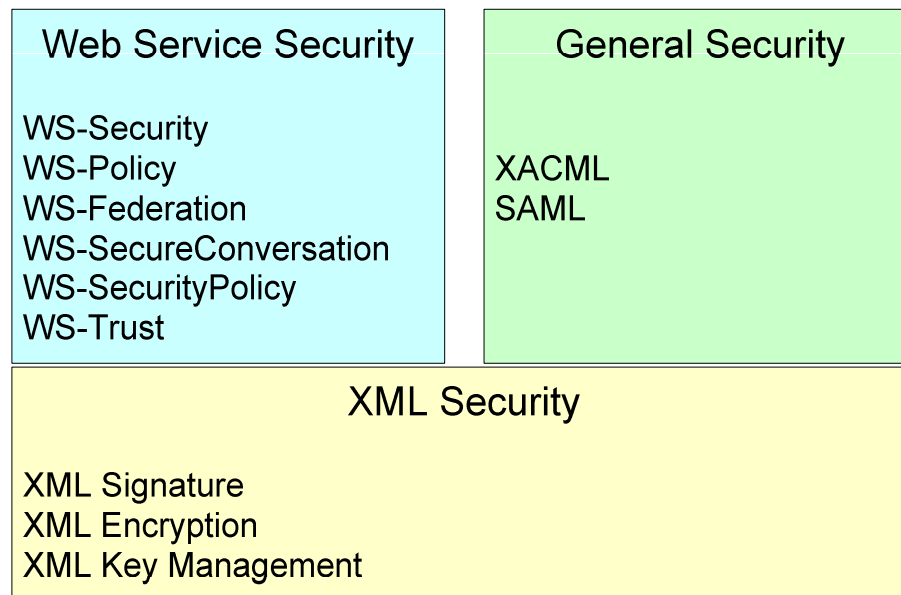 Web Service Security
WS-Security
WS-Policy
WS-Federation
WS-SecureConversation
WS-SecurityPolicy
WS-Trust
General Security
XACML
SAML
XML Security
XML Signature
XML Encryption
XML Key Management